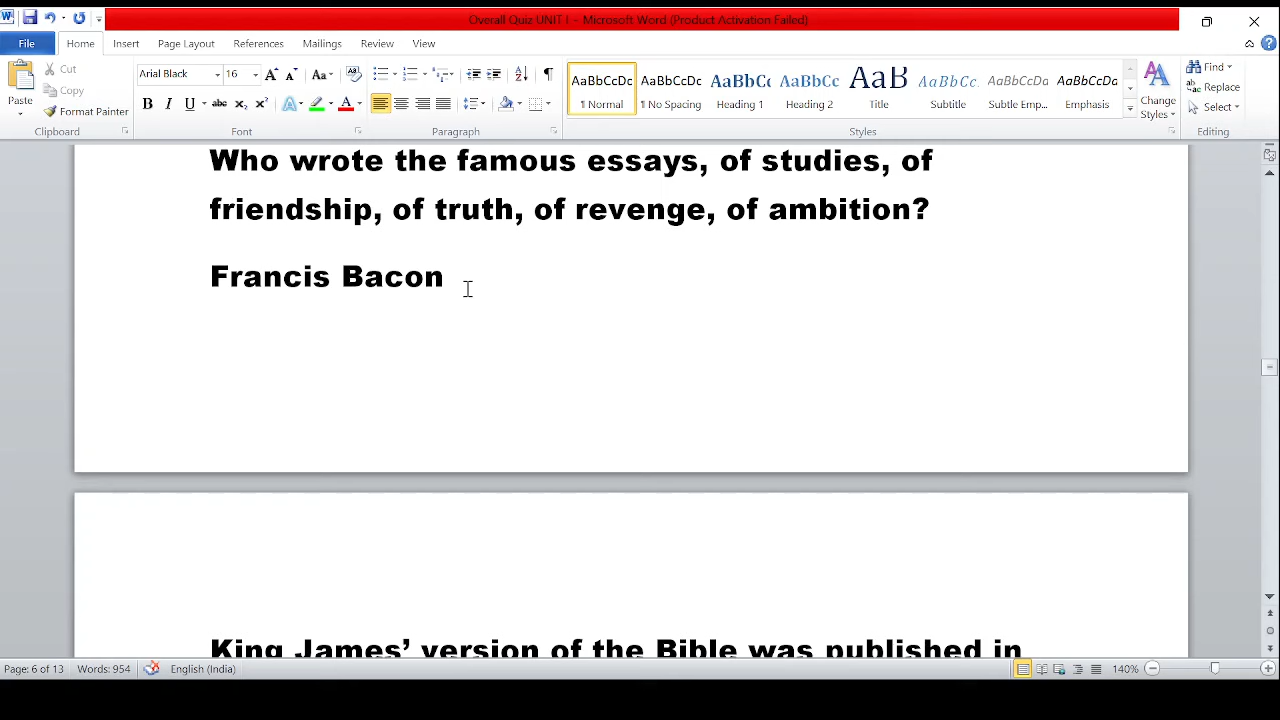 Overall Quiz UNIT I - Microsoft Word (Product Activation Failed)
File Home Insert Page Layout References Mailings Review View
Paste
Cut
Copy
Format Painter
Clipboard
Arial Black 16
Font
Paragraph
AaBbCcDc AaBbCcDc AaBbCc AaBbCc AaB AaBbCc. AaBbCcDc AaBbCcDc
¶ Normal ¶ No Spacing Heading 1 Heading 2 Title Subtitle Subtle Em... Emphasis
Change Styles
Styles
Find
Replace
Select
Editing
Who wrote the famous essays, of studies, of
friendship, of truth, of revenge, of ambition?
Francis Bacon
King James’ version of the Bible was published in
Page: 6 of 13 Words: 954 English (India) 140%